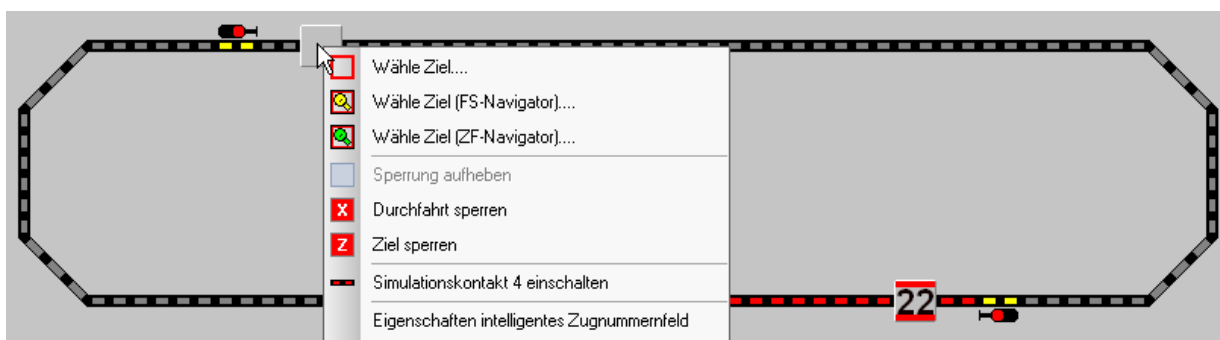 Wähle Ziel....
Wähle Ziel (FS-Navigator)....
Wähle Ziel (ZF-Navigator)....
Sperrung aufheben
X Durchfahrt sperren
Z Ziel sperren
Simulationskontakt 4 einschalten
22
Eigenschaften intelligentes Zugnummernfeld